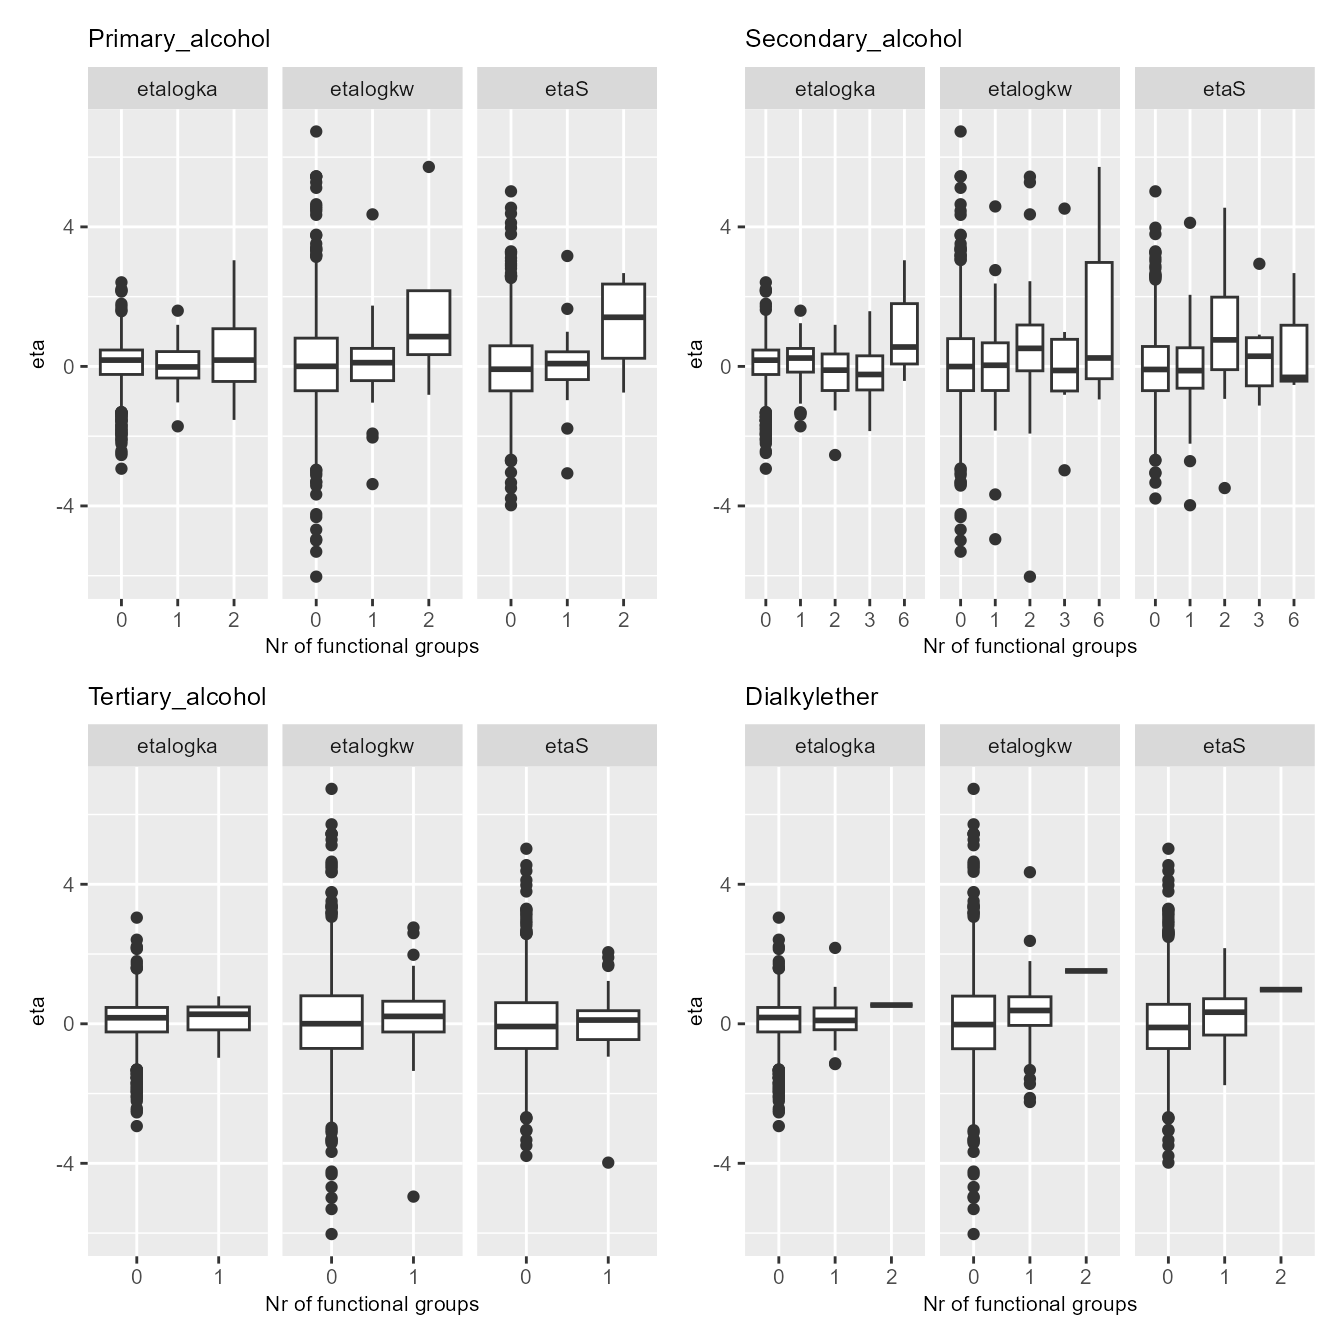 Primary_alcohol
etalogka etalogkw etaS
eta
4
0
-4
0 1 2 0 1 2 0 1 2
Nr of functional groups
Secondary_alcohol
etalogka etalogkw etaS
eta
4
0
-4
0 1 2 3 6 0 1 2 3 6 0 1 2 3 6
Nr of functional groups
Tertiary_alcohol
etalogka etalogkw etaS
eta
4
0
-4
0 1 0 1 0 1
Nr of functional groups
Dialkylether
etalogka etalogkw etaS
eta
4
0
-4
0 1 2 0 1 2 0 1 2
Nr of functional groups